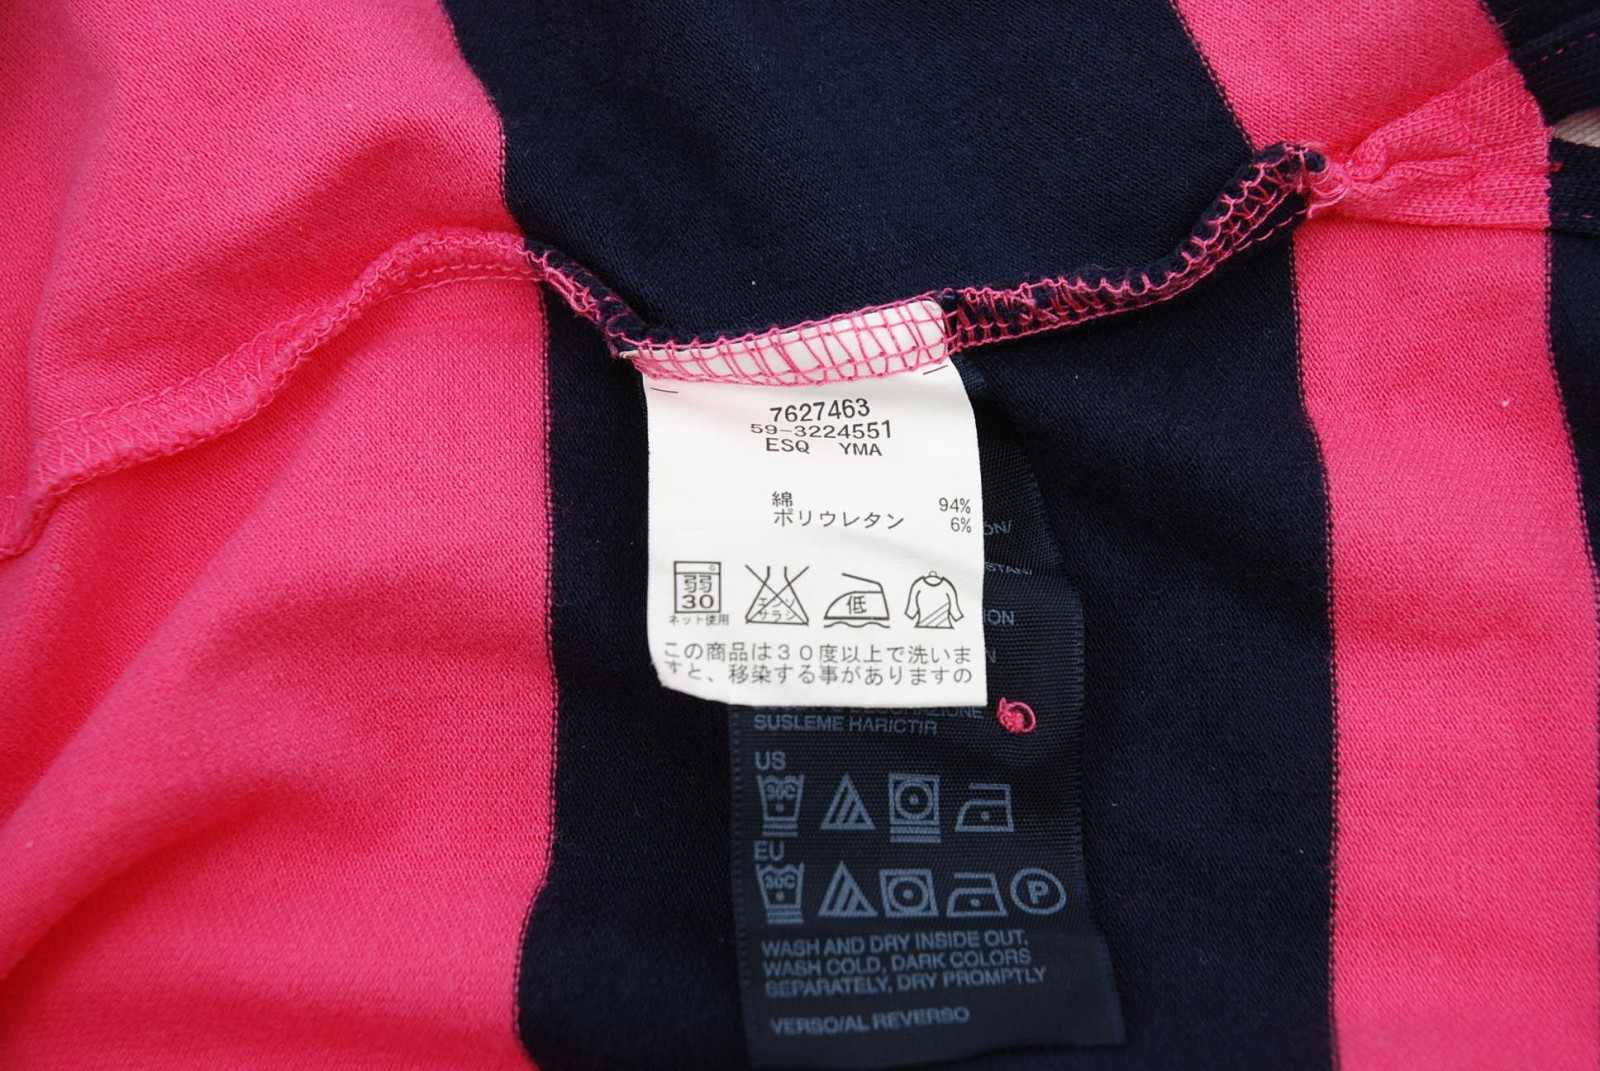 7627463
59-3224551
ESQ YMA
綿 94%
ポリウレタン 6%
弱
30
ネット使用
エンソ
サラシ
低
この商品は30度以上で洗いま
すと、移染する事がありますの
ION
SUSLEME HARICTIR
US
30C
EU
30C
P
WASH AND DRY INSIDE OUT,
WASH COLD, DARK COLORS
SEPARATELY, DRY PROMPTLY
VERSO/AL REVERSO